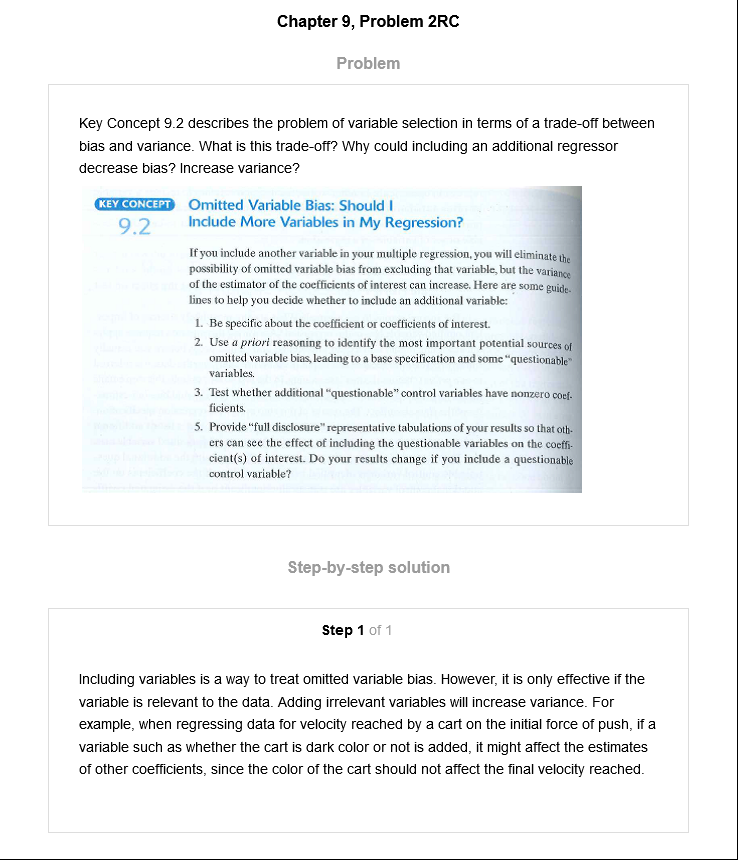 Chapter 9, Problem 2RC
Problem
Key Concept 9.2 describes the problem of variable selection in terms of a trade-off between
bias and variance. What is this trade-off? Why could including an additional regressor
decrease bias? Increase variance?
KEY CONCEPT
9.2
Omitted Variable Bias: Should I
Include More Variables in My Regression?
If you include another variable in your multiple regression, you will eliminate the
possibility of omitted variable bias from excluding that variable, but the variance
of the estimator of the coefficients of interest can increase. Here are some guide-
lines to help you decide whether to include an additional variable:
1. Be specific about the coefficient or coefficients of interest.
2. Use a priori reasoning to identify the most important potential sources of
omitted variable bias, leading to a base specification and some "questionable"
variables.
3. Test whether additional "questionable" control variables have nonzero coef-
ficients.
5. Provide "full disclosure" representative tabulations of your results so that oth-
ers can see the effect of including the questionable variables on the coeffi-
cient(s) of interest. Do your results change if you include a questionable
control variable?
Step-by-step solution
Step 1 of 1
Including variables is a way to treat omitted variable bias. However, it is only effective if the
variable is relevant to the data. Adding irrelevant variables will increase variance. For
example, when regressing data for velocity reached by a cart on the initial force of push, if a
variable such as whether the cart is dark color or not is added, it might affect the estimates
of other coefficients, since the color of the cart should not affect the final velocity reached.